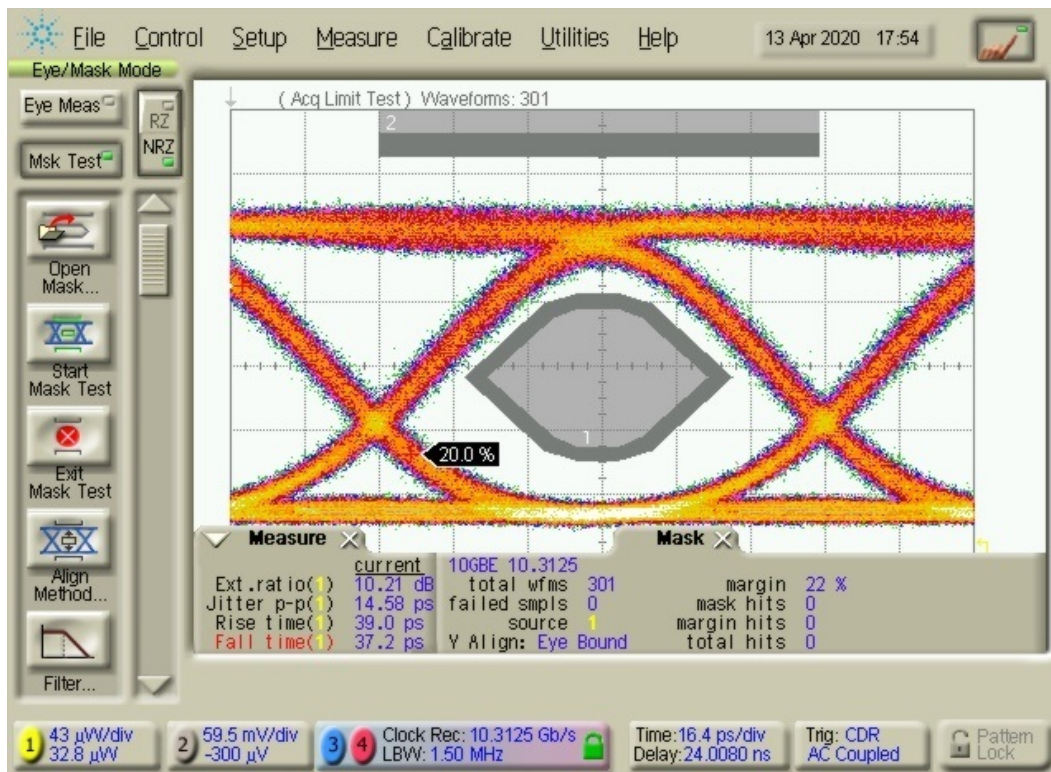 File Control Setup Measure Calibrate Utilities Help 13 Apr 2020 17:54
Eye/Mask Mode
Eye Meas
RZ
NRZ
Msk Test
( Acq Limit Test ) Waveforms: 301
2
1
20.0 %
Open
Mask...
Start
Mask Test
Exit
Mask Test
Align
Method...
Filter...
Measure
current
Ext.ratio(1) 10.21 dB
Jitter p-p(1) 14.58 ps
Rise time(1) 39.0 ps
Fall time(1) 37.2 ps
Mask
10GBE 10.3125
total wfms 301
failed smpls 0
source 1
Y Align: Eye Bound
margin 22 %
mask hits 0
margin hits 0
total hits 0
1 43 µW/div
32.8 µW
2 59.5 mV/div
-300 µV
3 4 Clock Rec: 10.3125 Gb/s
LBW: 1.50 MHz
Time:16.4 ps/div
Delay:24.0080 ns
Trig: CDR
AC Coupled
Pattern
Lock